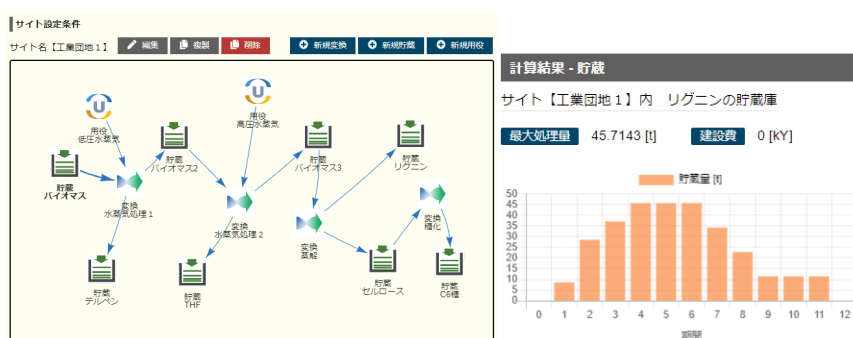 サイト設定条件
サイト名【工業団地1】 編集 複製 削除 新規変換 新規貯蔵 新規用役
用役
低圧水蒸気
用役
高圧水蒸気
貯蔵
バイオマス
貯蔵
バイオマス2
貯蔵
バイオマス3
貯蔵
リグニン
変換
水蒸気処理1
変換
水蒸気処理2
変換
蒸解
変換
糖化
貯蔵
テルペン
貯蔵
THF
貯蔵
セルロース
貯蔵
C6糖
計算結果 - 貯蔵
サイト【工業団地1】内 リグニンの貯蔵庫
最大処理量 45.7143 [t] 建設費 0 [kY]
貯蔵量 [t]
50
45
40
35
30
25
20
15
10
5
0
0 1 2 3 4 5 6 7 8 9 10 11 12
期間